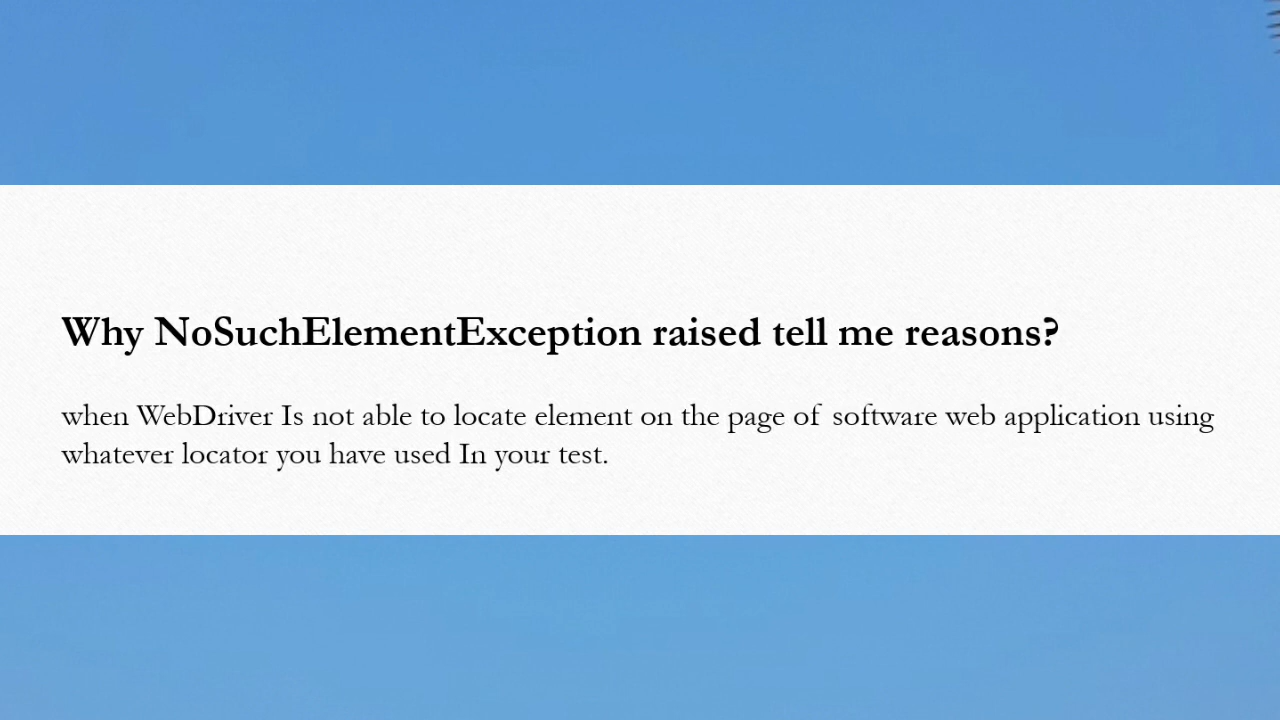 Why NoSuchElementException raised tell me reasons?
when WebDriver Is not able to locate element on the page of software web application using
whatever locator you have used In your test.